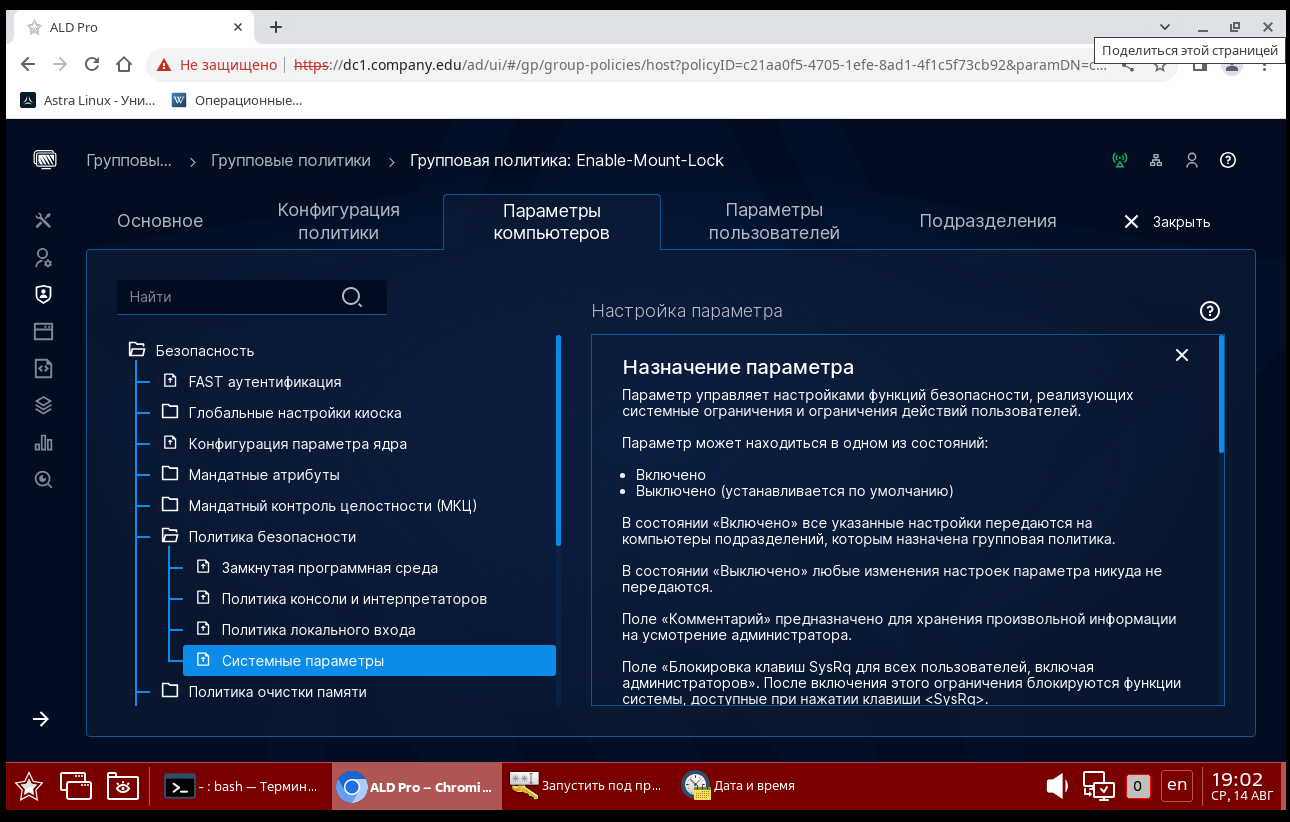 ALD Pro
Поделиться этой страницей
Не защищено https://dc1.company.edu/ad/ui/#/gp/group-policies/host?policyID=c21aa0f5-4705-1efe-8ad1-4f1c5f73cb92&paramDN=c...
Astra Linux - Уни...
Операционные...
Групповы... > Групповые политики > Групповая политика: Enable-Mount-Lock
Основное
Конфигурация
политики
Параметры
компьютеров
Параметры
пользователей
Подразделения
Закрыть
Найти
Безопасность
FAST аутентификация
Глобальные настройки киоска
Конфигурация параметра ядра
Мандатные атрибуты
Мандатный контроль целостности (МКЦ)
Политика безопасности
Замкнутая программная среда
Политика консоли и интерпретаторов
Политика локального входа
Системные параметры
Политика очистки памяти
Настройка параметра
Назначение параметра
Параметр управляет настройками функций безопасности, реализующих
системные ограничения и ограничения действий пользователей.
Параметр может находиться в одном из состояний:
• Включено
• Выключено (устанавливается по умолчанию)
В состоянии «Включено» все указанные настройки передаются на
компьютеры подразделений, которым назначена групповая политика.
В состоянии «Выключено» любые изменения настроек параметра никуда не
передаются.
Поле «Комментарий» предназначено для хранения произвольной информации
на усмотрение администратора.
Поле «Блокировка клавиш SysRq для всех пользователей, включая
администраторов». После включения этого ограничения блокируются функции
системы, доступные при нажатии клавиши <SysRq>.
- : bash — Термин...
ALD Pro – Chromi...
Запустить под пр...
Дата и время
0
en
19:02
СР, 14 АВГ